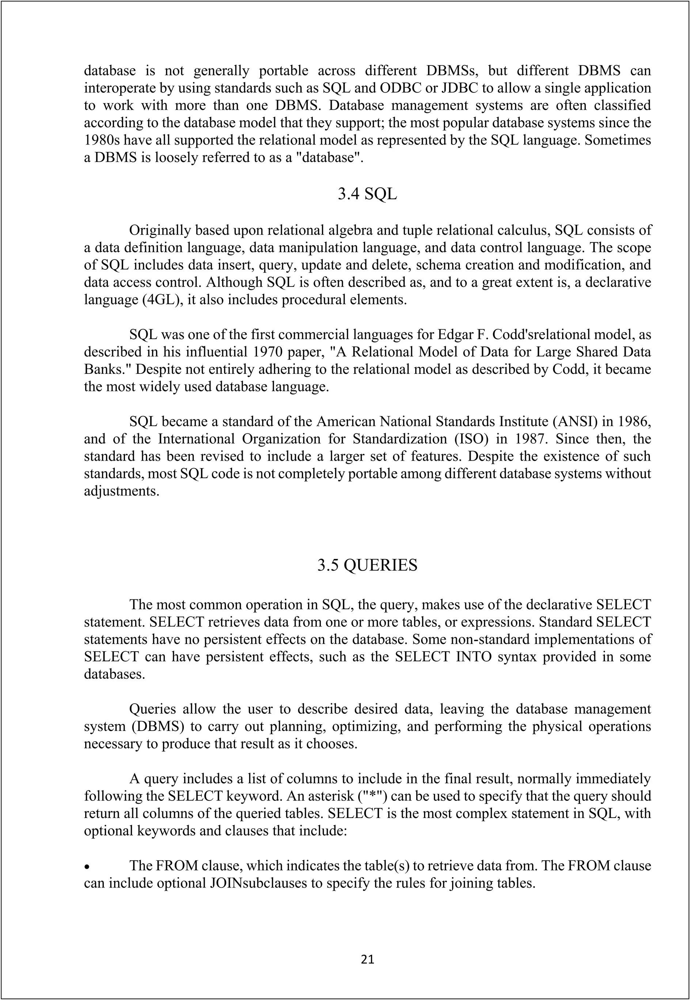 database is not generally portable across different DBMSs, but different DBMS can
interoperate by using standards such as SQL and ODBC or JDBC to allow a single application
to work with more than one DBMS. Database management systems are often classified
according to the database model that they support; the most popular database systems since the
1980s have all supported the relational model as represented by the SQL language. Sometimes
a DBMS is loosely referred to as a "database".
3.4 SQL
Originally based upon relational algebra and tuple relational calculus, SQL consists of
a data definition language, data manipulation language, and data control language. The scope
of SQL includes data insert, query, update and delete, schema creation and modification, and
data access control. Although SQL is often described as, and to a great extent is, a declarative
language (4GL), it also includes procedural elements.
SQL was one of the first commercial languages for Edgar F. Codd'srelational model, as
described in his influential 1970 paper, "A Relational Model of Data for Large Shared Data
Banks." Despite not entirely adhering to the relational model as described by Codd, it became
the most widely used database language.
SQL became a standard of the American National Standards Institute (ANSI) in 1986,
and of the International Organization for Standardization (ISO) in 1987. Since then, the
standard has been revised to include a larger set of features. Despite the existence of such
standards, most SQL code is not completely portable among different database systems without
adjustments.
3.5 QUERIES
The most common operation in SQL, the query, makes use of the declarative SELECT
statement. SELECT retrieves data from one or more tables, or expressions. Standard SELECT
statements have no persistent effects on the database. Some non-standard implementations of
SELECT can have persistent effects, such as the SELECT INTO syntax provided in some
databases.
Queries allow the user to describe desired data, leaving the database management
system (DBMS) to carry out planning, optimizing, and performing the physical operations
necessary to produce that result as it chooses.
A query includes a list of columns to include in the final result, normally immediately
following the SELECT keyword. An asterisk ("*") can be used to specify that the query should
return all columns of the queried tables. SELECT is the most complex statement in SQL, with
optional keywords and clauses that include:
• The FROM clause, which indicates the table(s) to retrieve data from. The FROM clause
can include optional JOINsubclauses to specify the rules for joining tables.
21